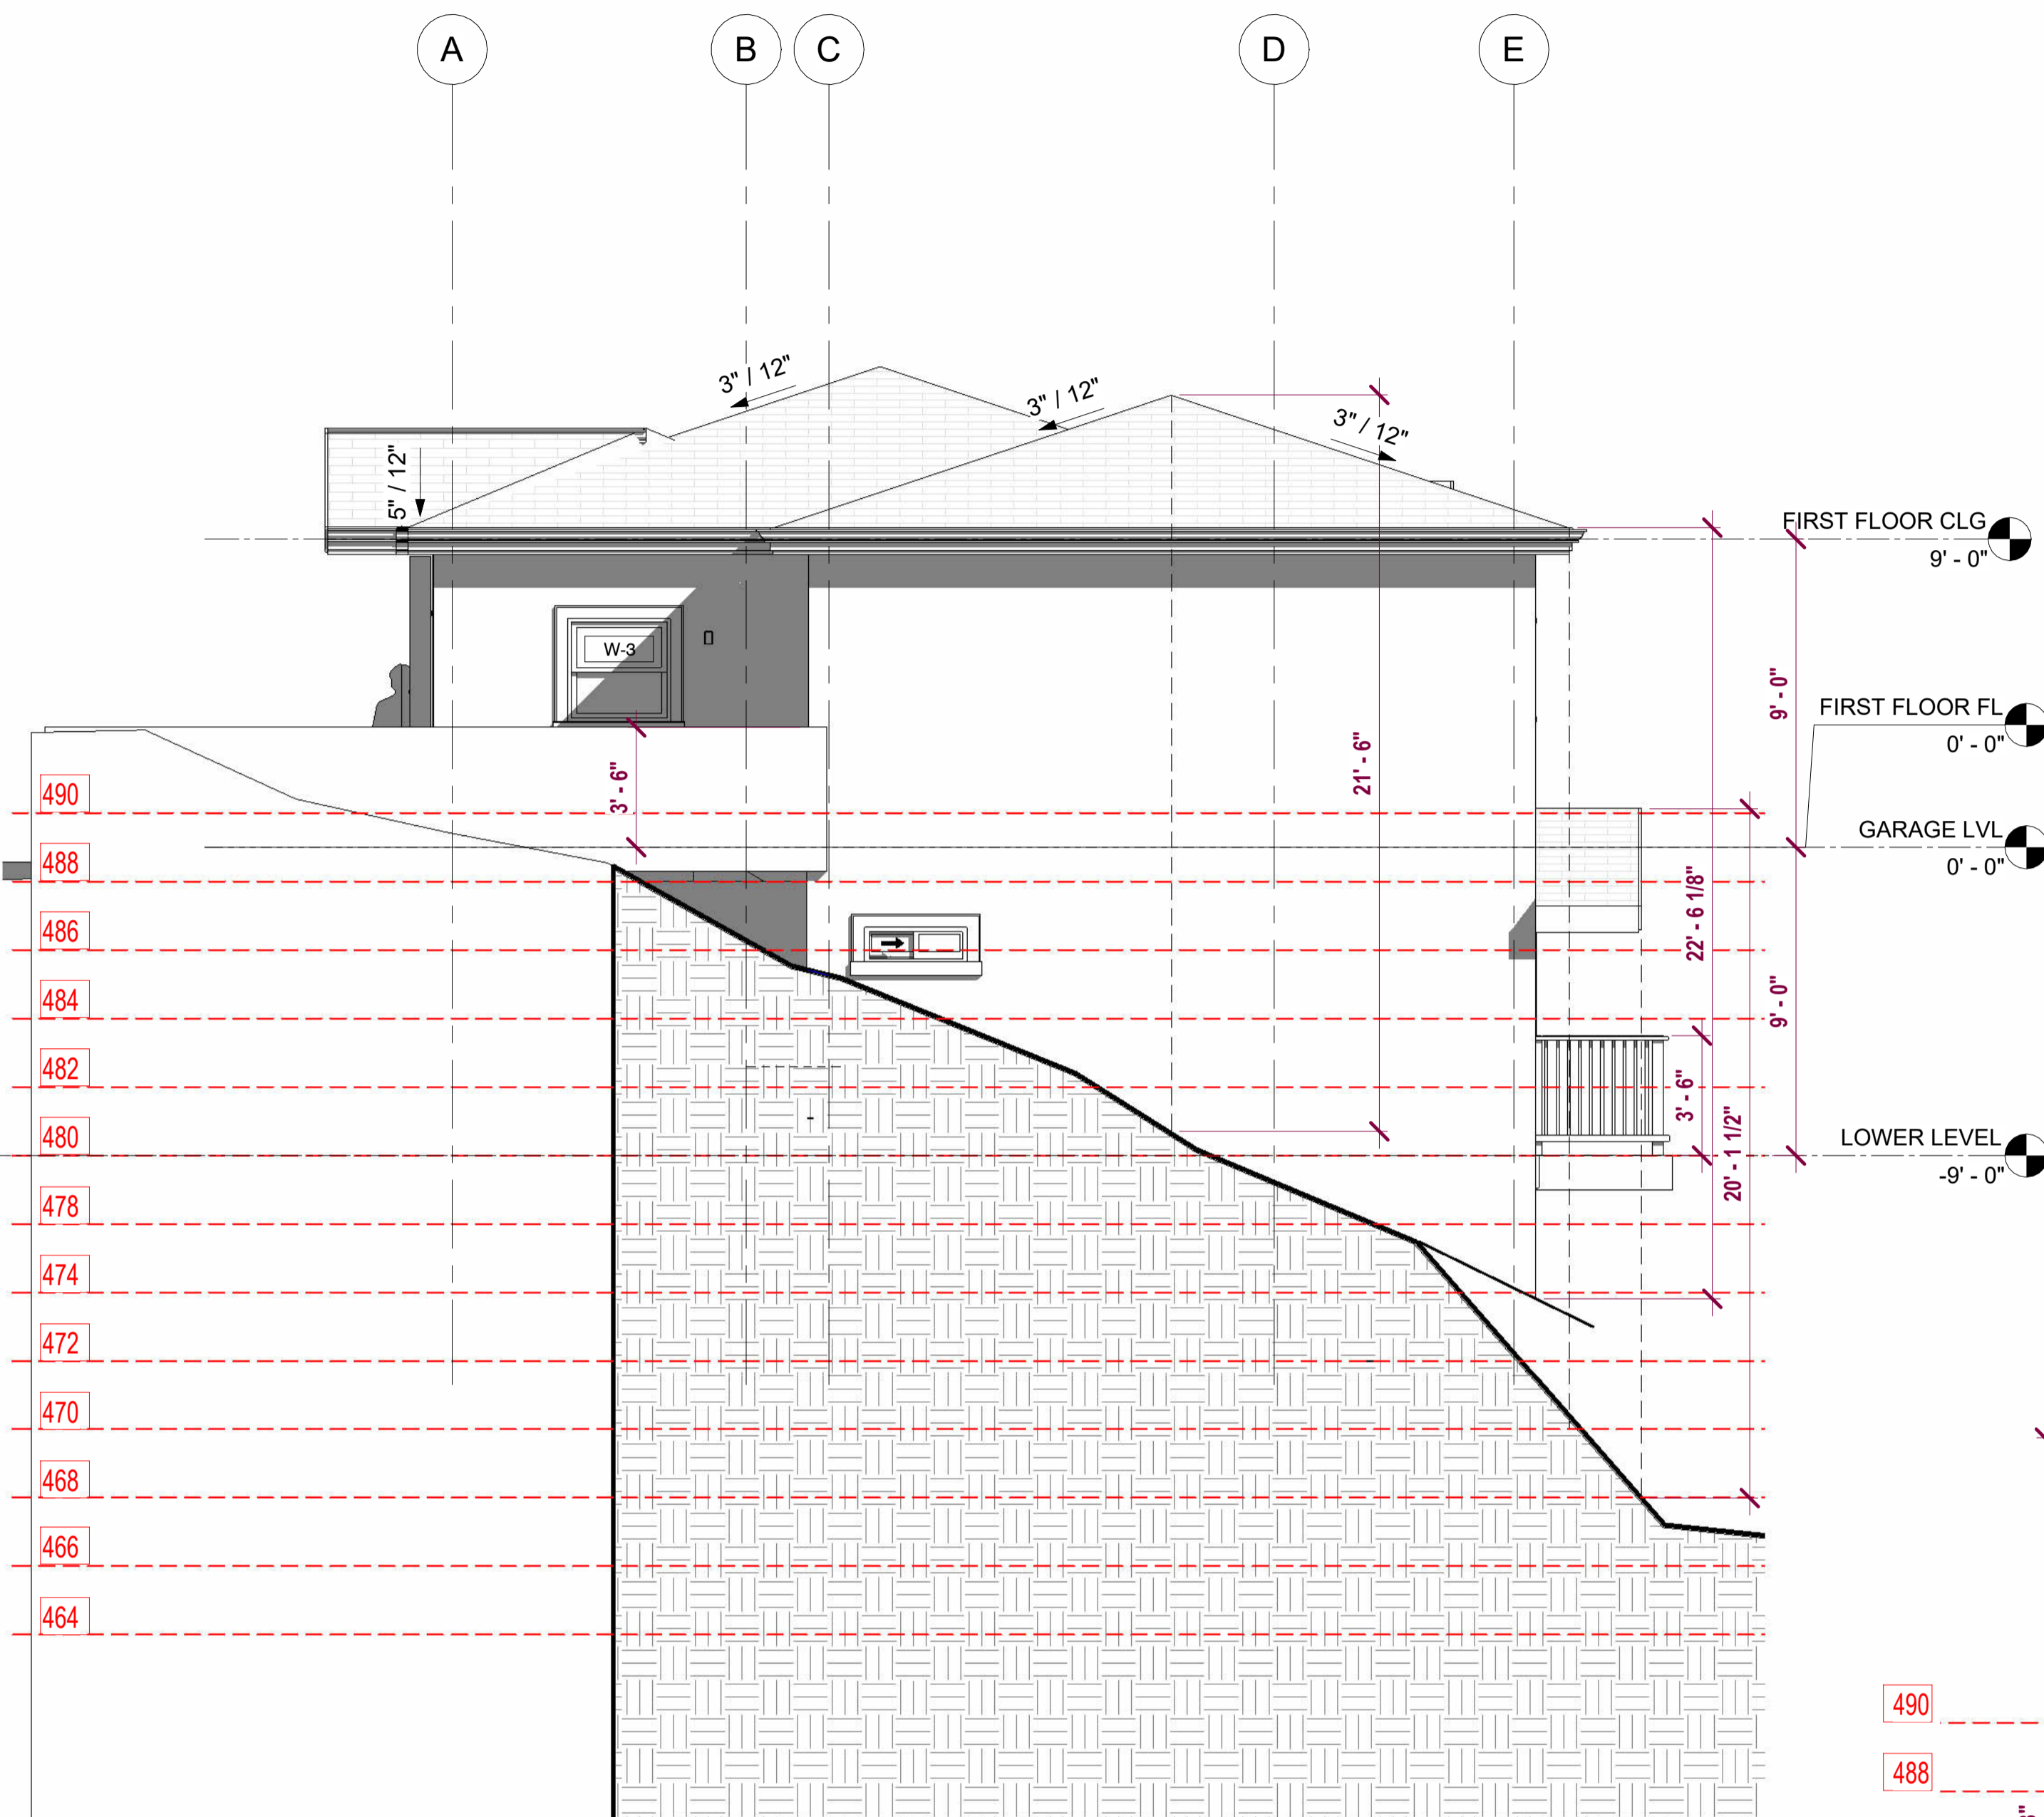 A
B
C
D
E
3" / 12"
3" / 12"
3" / 12"
5" / 12"
FIRST FLOOR CLG
9' - 0"
W-3
FIRST FLOOR FL
0' - 0"
9' - 0"
3' - 6"
21' - 6"
490
GARAGE LVL
0' - 0"
488
22' - 6 1/8"
486
484
9' - 0"
482
3' - 6"
480
20' - 1 1/2"
LOWER LEVEL
-9' - 0"
478
474
472
470
468
466
464
490
488